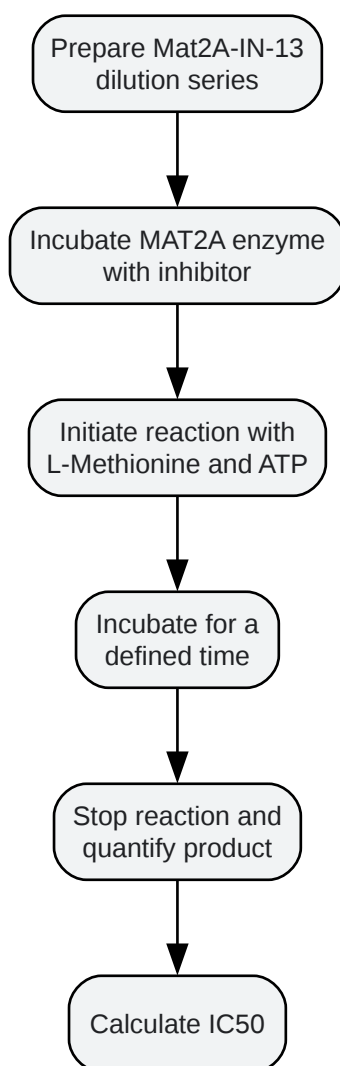 Prepare Mat2A-IN-13
dilution series
Incubate MAT2A enzyme
with inhibitor
Initiate reaction with
L-Methionine and ATP
Incubate for a
defined time
Stop reaction and
quantify product
Calculate IC50